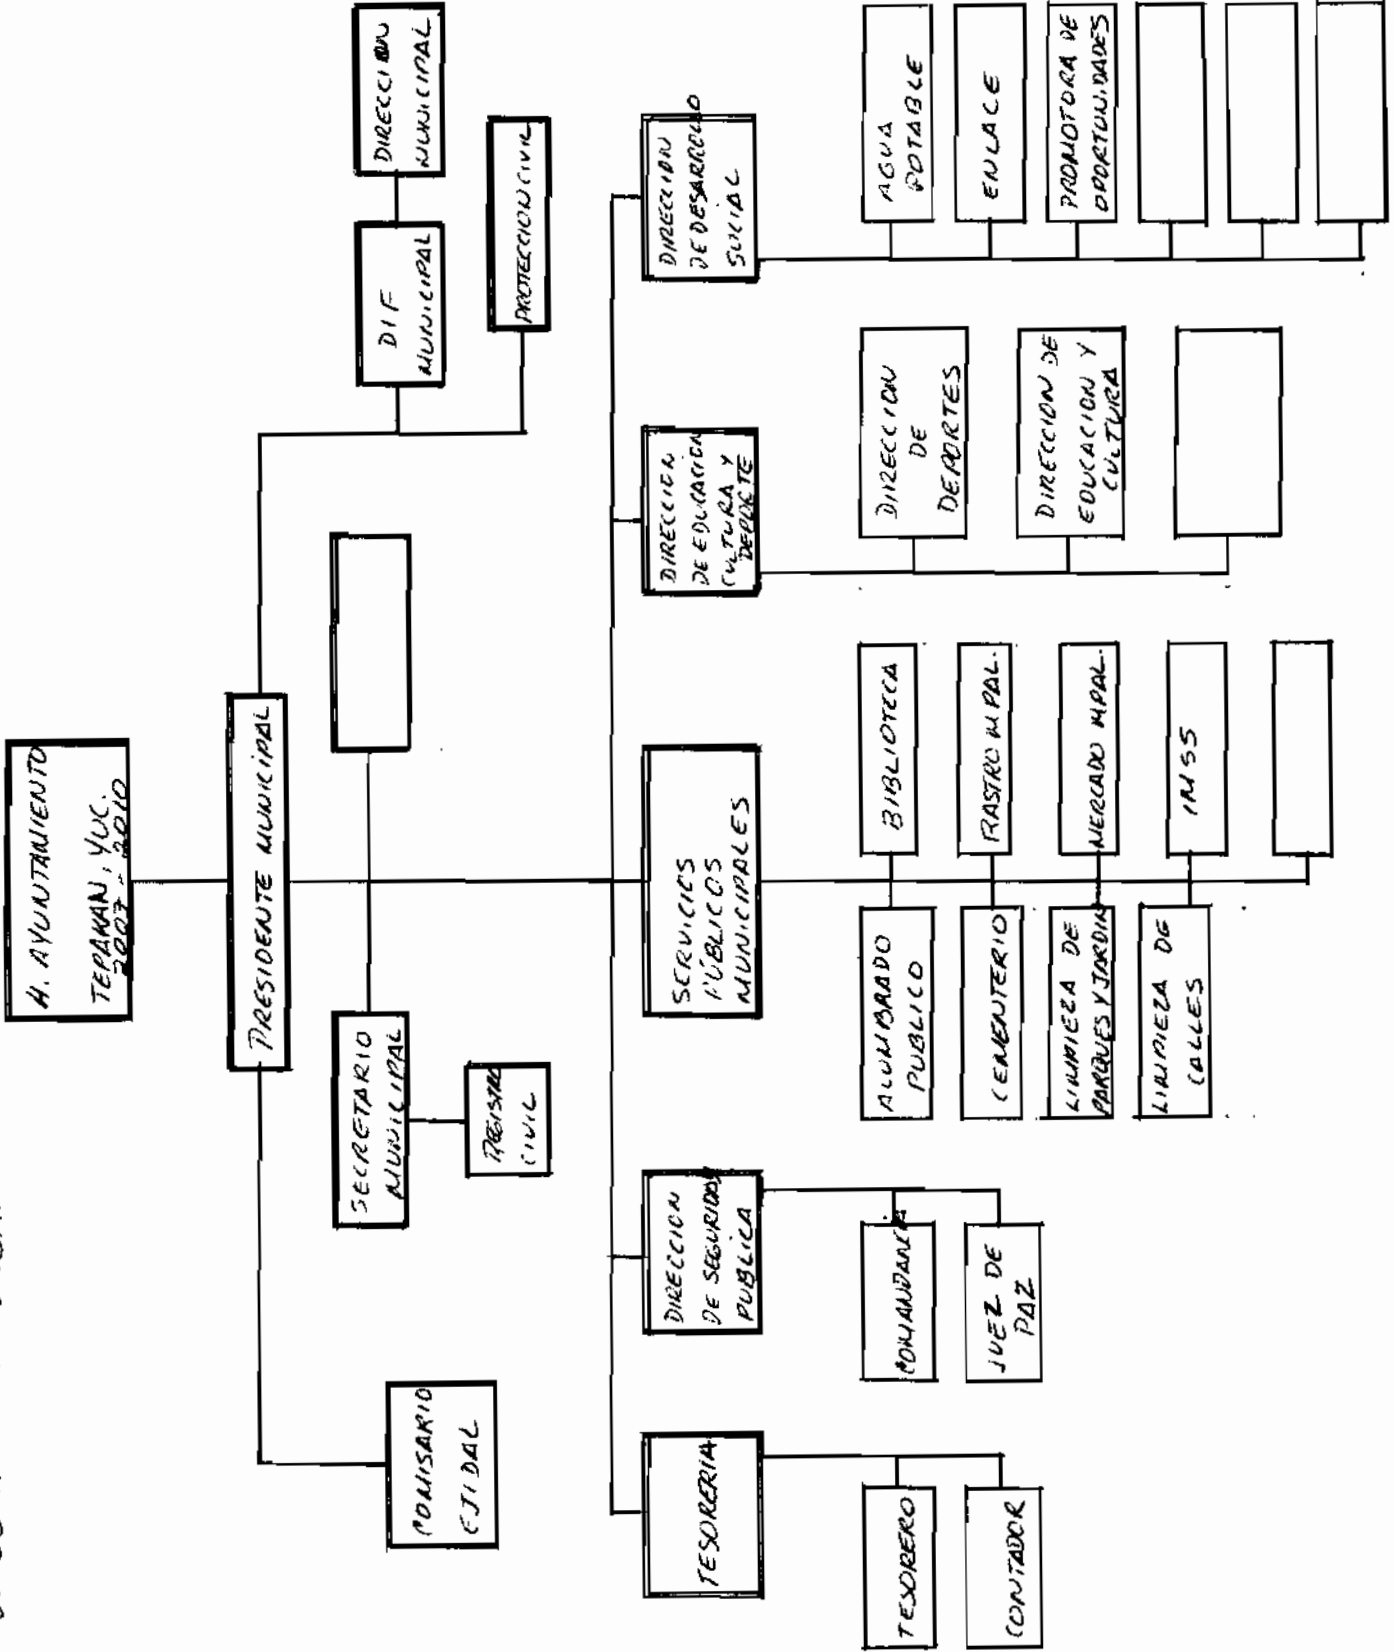 H. AYUNTAMIENTO
TEPAKAN, YUC.
2007-2010
PRESIDENTE MUNICIPAL
COMISARIO
EJIDAL
SECRETARIO
MUNICIPAL
REGISTRO
CIVIL
DIF
MUNICIPAL
DIRECCION
MUNICIPAL
PROTECCION CIVIL
TESORERIA
TESORERO
CONTADOR
DIRECCION
DE SEGURIDAD
PUBLICA
COMANDANCIA
JUEZ DE
PAZ
SERVICIOS
PÚBLICOS
MUNICIPALES
ALUMBRADO
PUBLICO
BIBLIOTECA
CEMENTERIO
RASTRO MPAL.
LIMPIEZA DE
PARQUES Y JARDIN
MERCADO MPAL.
LIMPIEZA DE
CALLES
IMSS
DIRECCION
DE EDUCACION
CULTURA Y
DEPORTE
DIRECCION
DE
DEPORTES
DIRECCION DE
EDUCACION Y
CULTURA
DIRECCION
DE DESARROLLO
SOCIAL
AGUA
POTABLE
ENLACE
PROMOTORA DE
OPORTUNIDADES